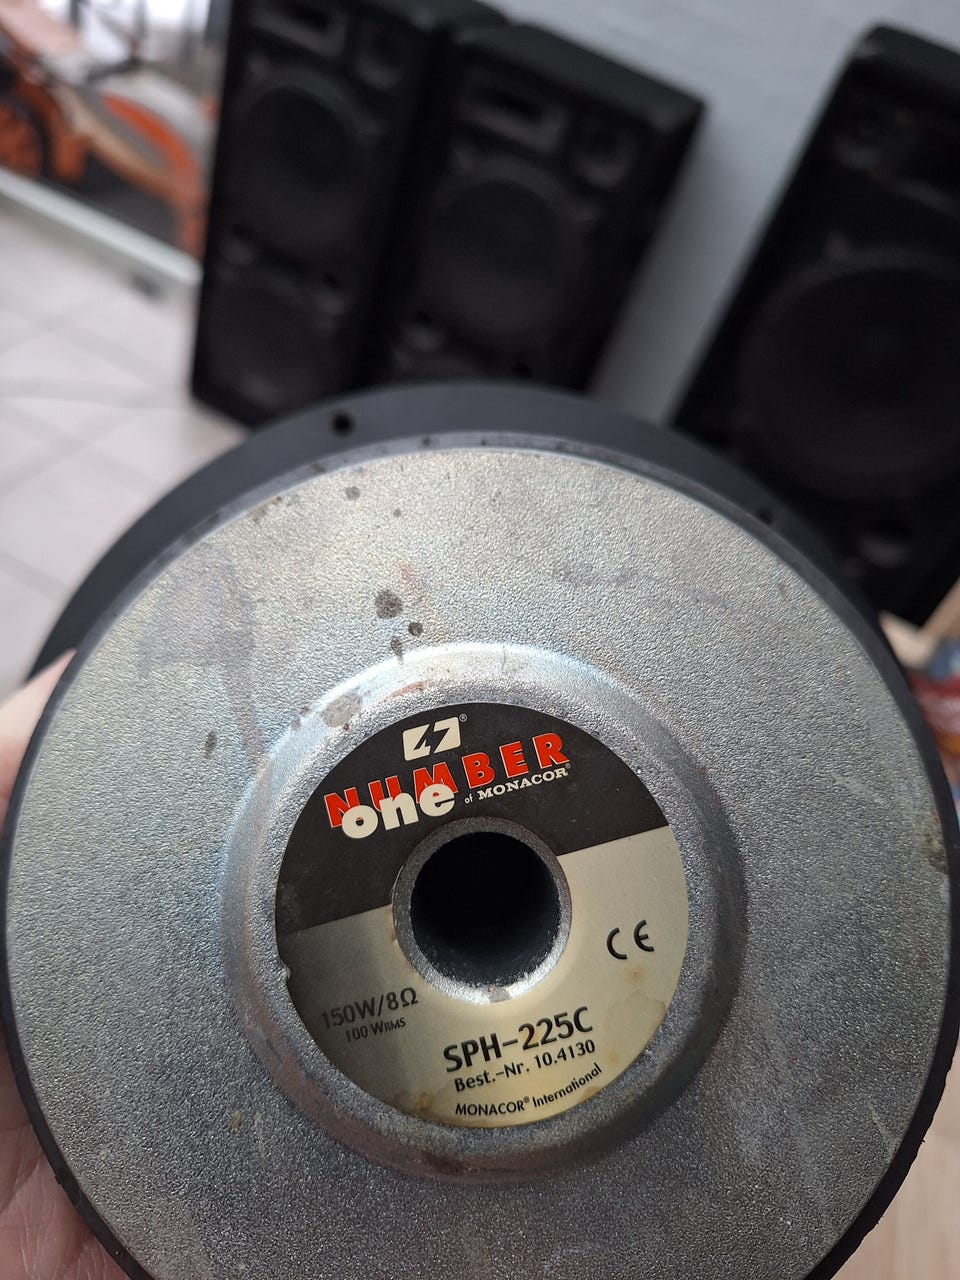 NUMBER
one of MONACOR®
CE
150W/8Ω
100 WRMS
SPH-225C
Best.-Nr. 10.4130
MONACOR® International